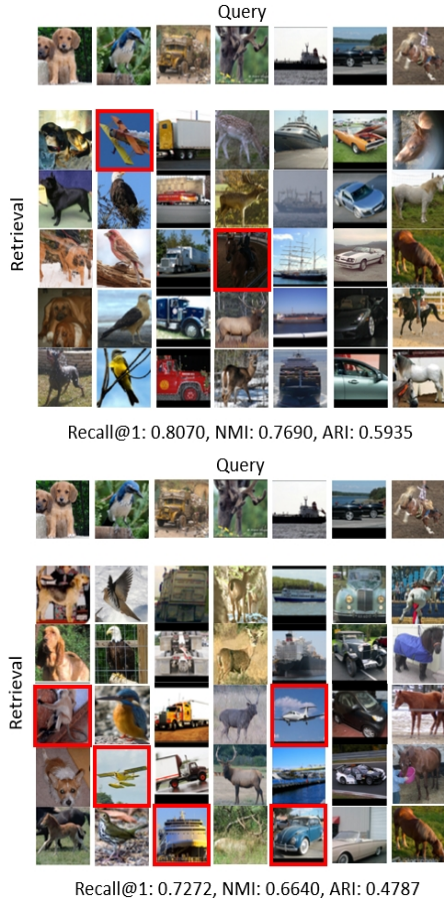 Query
Retrieval
Recall@1: 0.8070, NMI: 0.7690, ARI: 0.5935
Query
Retrieval
Recall@1: 0.7272, NMI: 0.6640, ARI: 0.4787